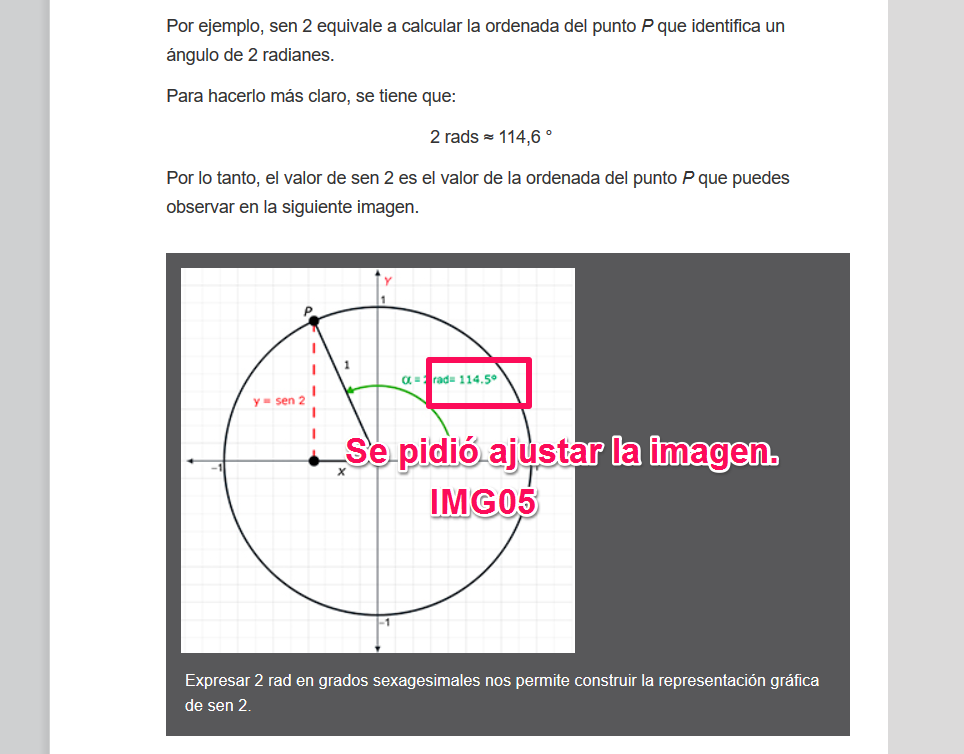 Por ejemplo, sen 2 equivale a calcular la ordenada del punto P que identifica un
ángulo de 2 radianes.
Para hacerlo más claro, se tiene que:
2 rads ≈ 114,6 °
Por lo tanto, el valor de sen 2 es el valor de la ordenada del punto P que puedes
observar en la siguiente imagen.
Y
1
P
1
α = 2 rad= 114.5°
y = sen 2
Se pidió ajustar la imagen.
−1
x
IMG05
−1
Expresar 2 rad en grados sexagesimales nos permite construir la representación gráfica
de sen 2.